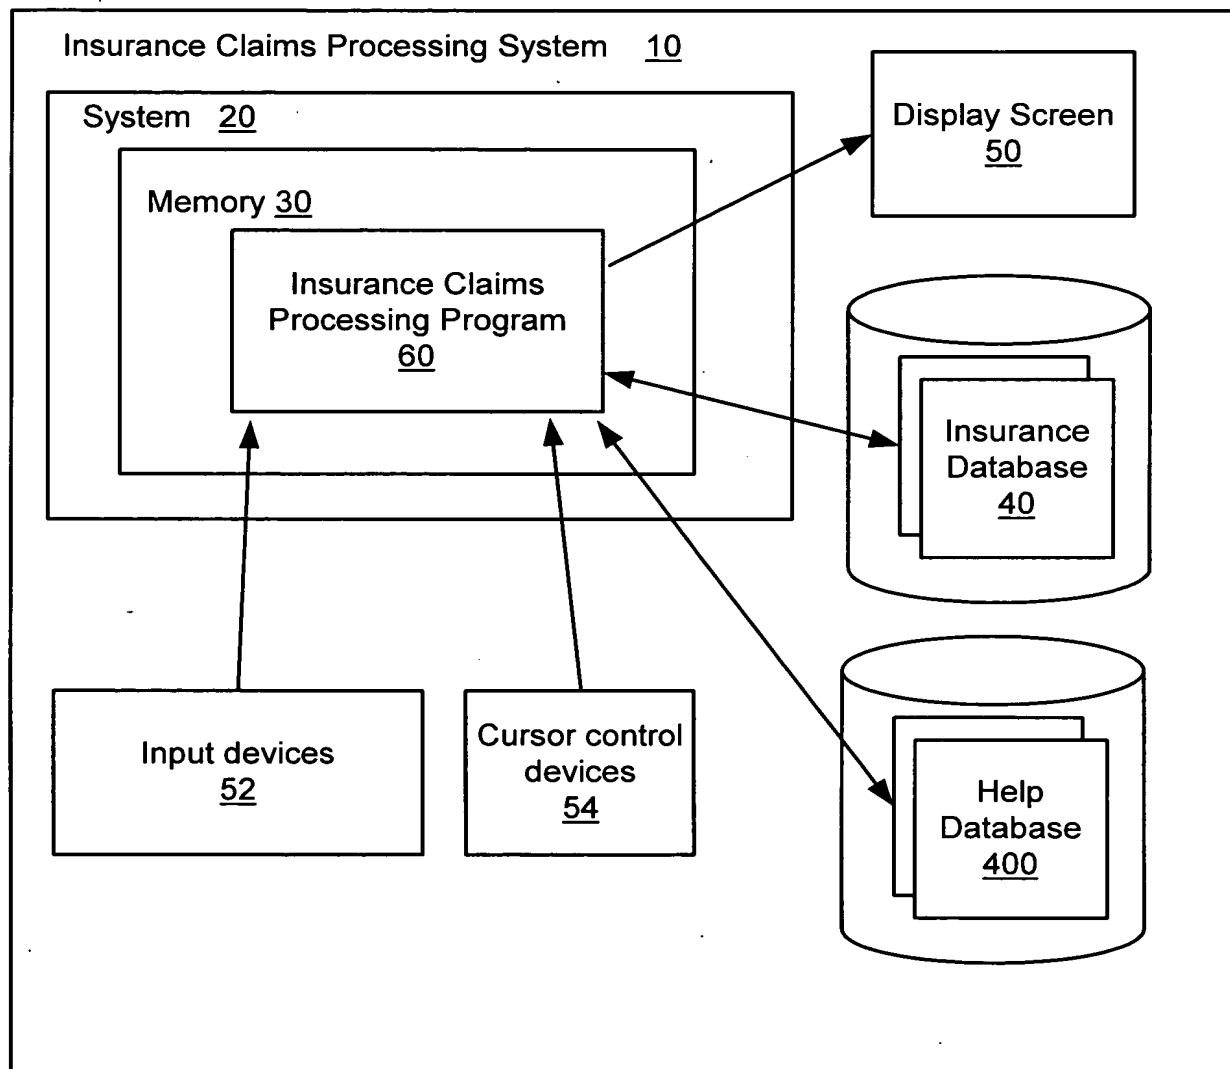 Insurance Claims Processing System 10
System 20
Display Screen
50
Memory 30
Insurance Claims
Processing Program
60
Insurance
Database
40
Input devices
52
Cursor control
devices
54
Help
Database
400